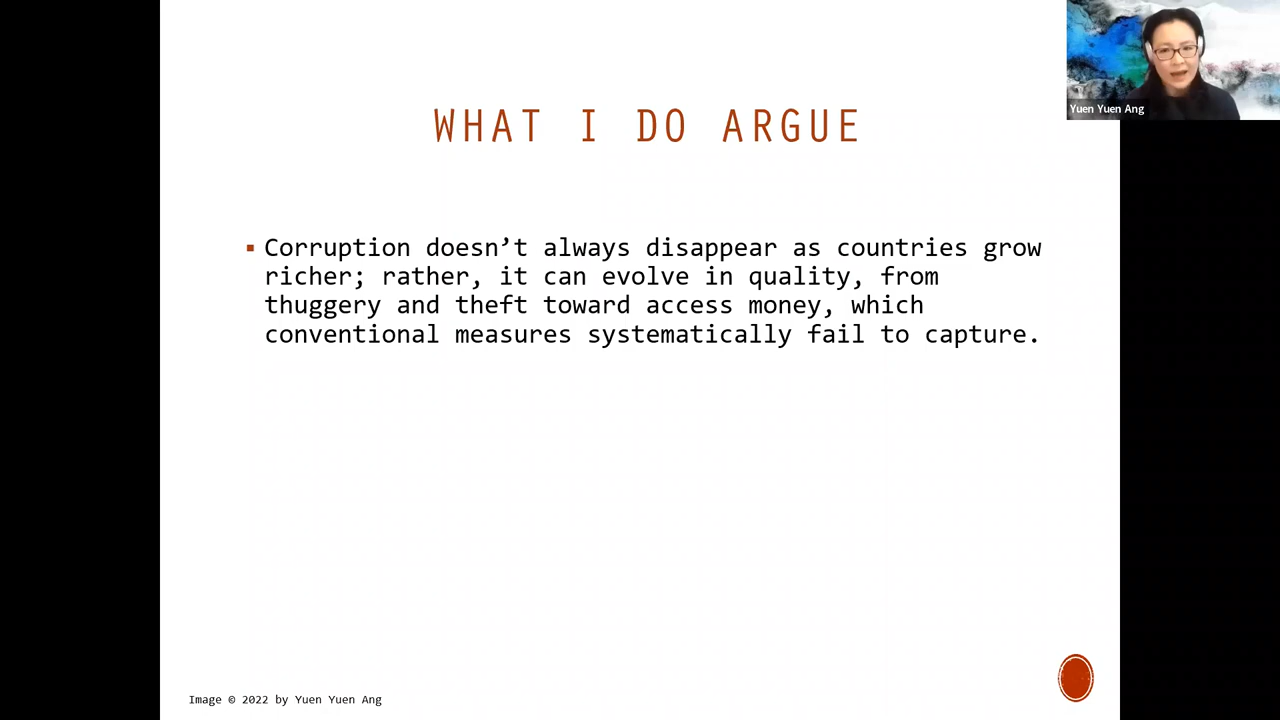 WHAT I DO ARGUE
Yuen Yuen Ang
▪ Corruption doesn’t always disappear as countries grow
richer; rather, it can evolve in quality, from
thuggery and theft toward access money, which
conventional measures systematically fail to capture.
Image © 2022 by Yuen Yuen Ang